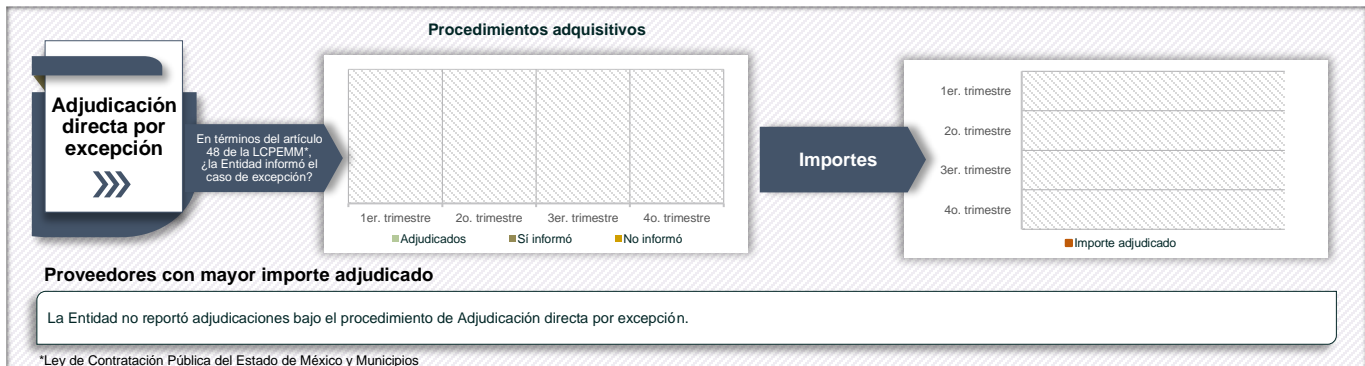 Procedimientos adquisitivos
Adjudicación
directa por
excepción
En términos del artículo
48 de la LCPEMM*,
¿la Entidad informó el
caso de excepción?
1er. trimestre 2o. trimestre 3er. trimestre 4o. trimestre
Adjudicados Sí informó No informó
Importes
1er. trimestre
2o. trimestre
3er. trimestre
4o. trimestre
Importe adjudicado
Proveedores con mayor importe adjudicado
La Entidad no reportó adjudicaciones bajo el procedimiento de Adjudicación directa por excepción.
*Ley de Contratación Pública del Estado de México y Municipios